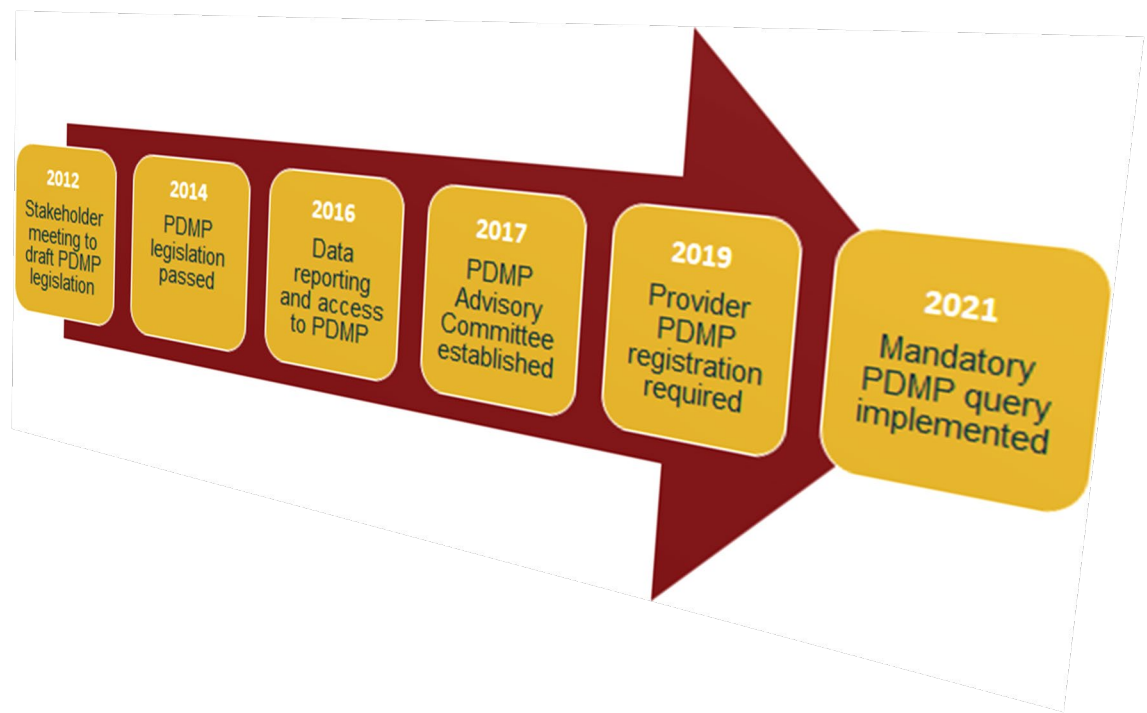 2012
Stakeholder
meeting to
draft PDMP
legislation
2014
PDMP
legislation
passed
2016
Data
reporting
and access
to PDMP
2017
PDMP
Advisory
Committee
established
2019
Provider
PDMP
registration
required
2021
Mandatory
PDMP query
implemented